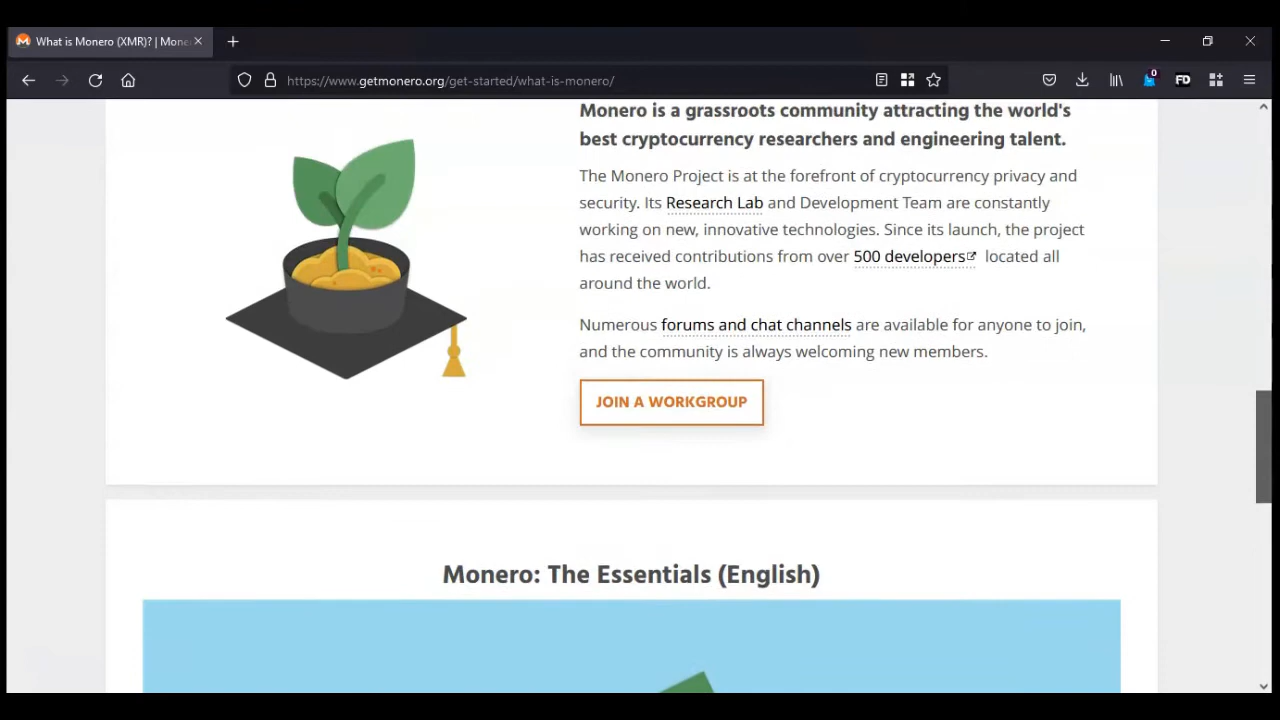 What is Monero (XMR)? | Mone
https://www.getmonero.org/get-started/what-is-monero/
0
FD
Monero is a grassroots community attracting the world's
best cryptocurrency researchers and engineering talent.
The Monero Project is at the forefront of cryptocurrency privacy and
security. Its Research Lab and Development Team are constantly
working on new, innovative technologies. Since its launch, the project
has received contributions from over 500 developers located all
around the world.
Numerous forums and chat channels are available for anyone to join,
and the community is always welcoming new members.
JOIN A WORKGROUP
Monero: The Essentials (English)